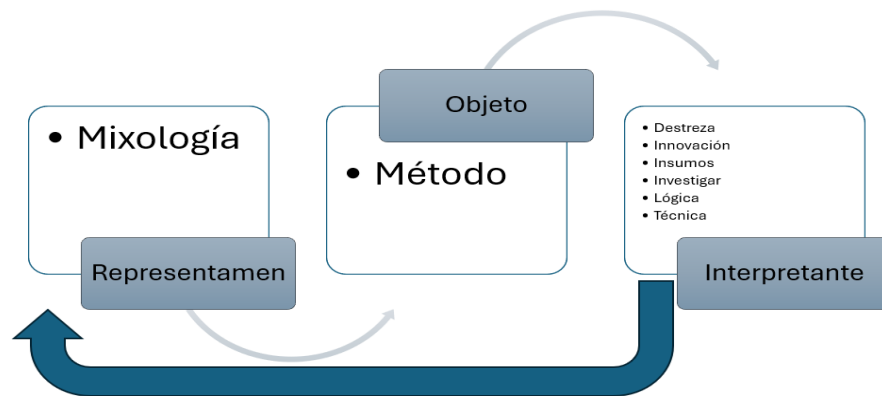 • Mixología
Representamen
Objeto
• Método
• Destreza
• Innovación
• Insumos
• Investigar
• Lógica
• Técnica
Interpretante